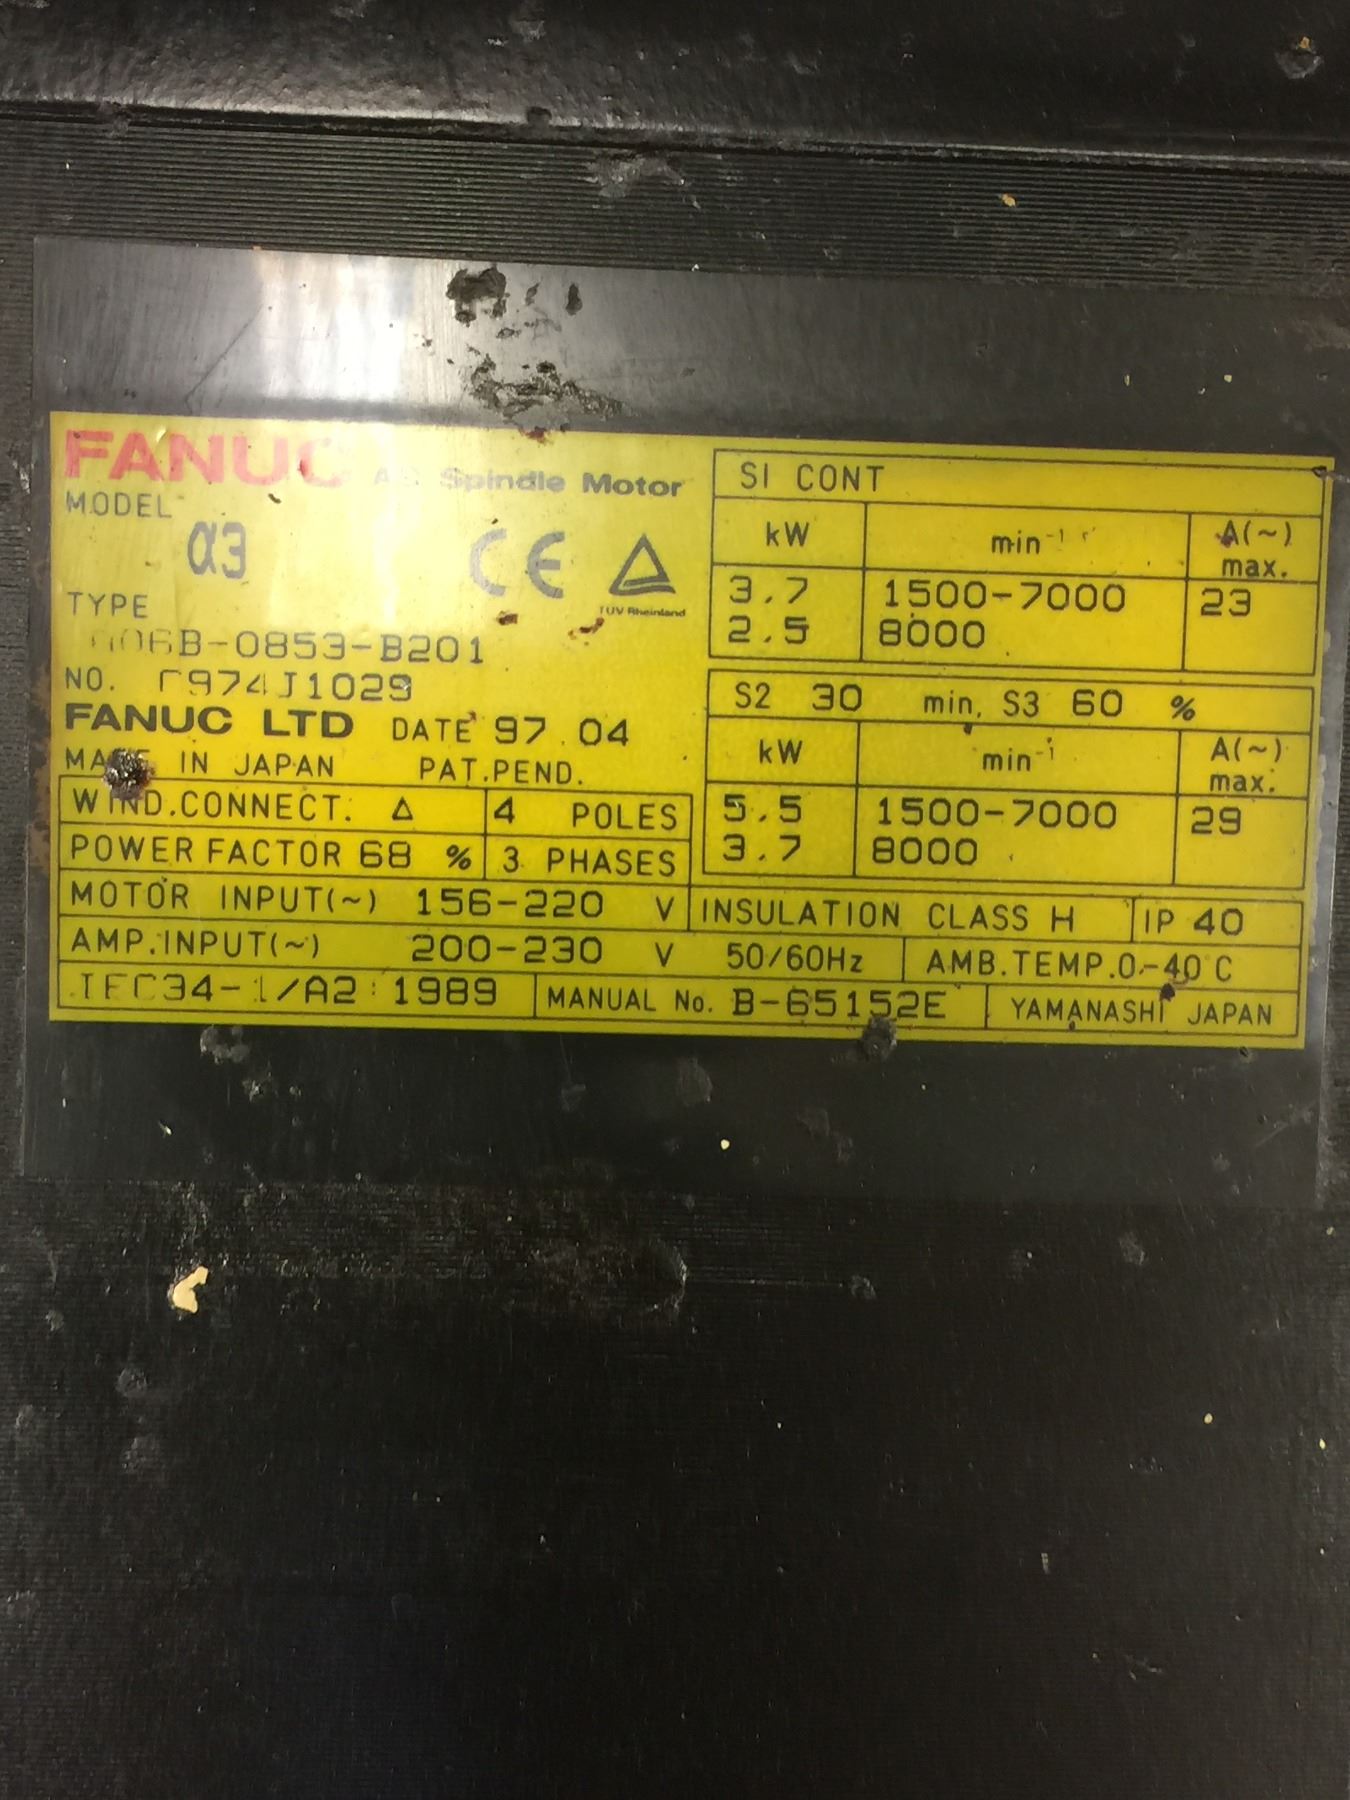 FANUC AC Spindle Motor
MODEL
α3
CE
TUV Rheinland
TYPE
06B-0853-B201
NO. C974J1029
FANUC LTD DATE 97.04
MADE IN JAPAN PAT.PEND.
WIND.CONNECT. Δ 4 POLES
POWER FACTOR 68 % 3 PHASES
SI CONT
kW min⁻¹ A(~) max.
3.7 1500-7000 23
2.5 8000
S2 30 min, S3 60 %
kW min⁻¹ A(~) max.
5.5 1500-7000 29
3.7 8000
MOTOR INPUT(~) 156-220 V INSULATION CLASS H IP 40
AMP.INPUT(~) 200-230 V 50/60Hz AMB.TEMP.0-40°C
IEC34-1/A2:1989 MANUAL No. B-65152E YAMANASHI JAPAN